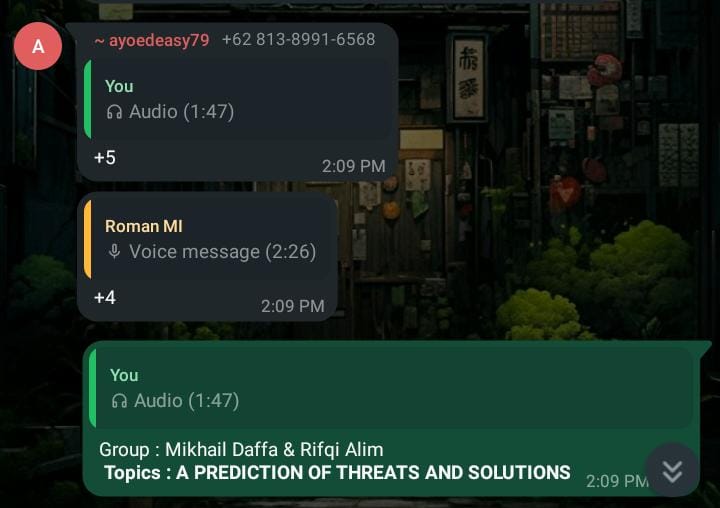 A
~ ayoedeasy79 +62 813-8991-6568
You
Audio (1:47)
+5
2:09 PM
Roman MI
Voice message (2:26)
+4
2:09 PM
You
Audio (1:47)
Group : Mikhail Daffa & Rifqi Alim
Topics : A PREDICTION OF THREATS AND SOLUTIONS
2:09 PM